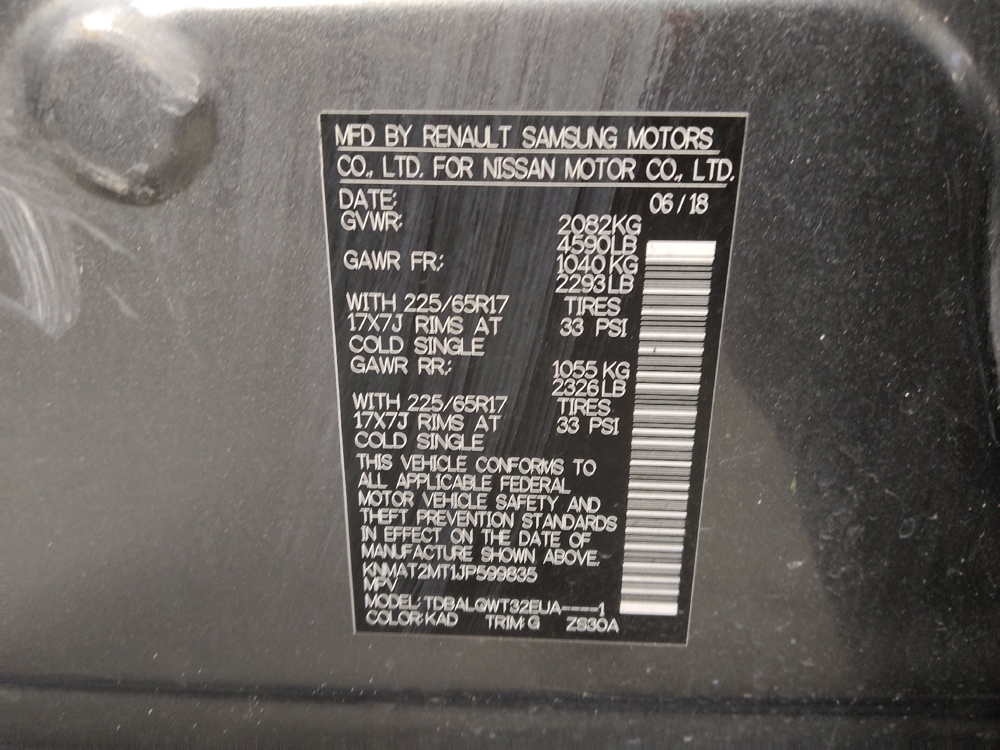 MFD BY RENAULT SAMSUNG MOTORS
CO., LTD. FOR NISSAN MOTOR CO., LTD.
DATE: 06/18
GVWR: 2082KG
4590LB
GAWR FR: 1040KG
2293LB
WITH 225/65R17 TIRES
17X7J RIMS AT 33 PSI
COLD SINGLE
GAWR RR: 1055KG
2326LB
WITH 225/65R17 TIRES
17X7J RIMS AT 33 PSI
COLD SINGLE
THIS VEHICLE CONFORMS TO
ALL APPLICABLE FEDERAL
MOTOR VEHICLE SAFETY AND
THEFT PREVENTION STANDARDS
IN EFFECT ON THE DATE OF
MANUFACTURE SHOWN ABOVE.
KNMAT2MT1JP599835
MPV
MODEL: TDBALGWT32EUA----1
COLOR:KAD TRIM:G ZS30A